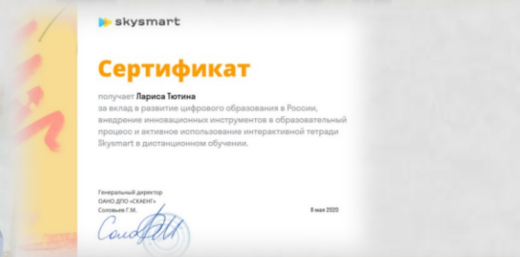 skysmart
Сертификат
получает Лариса Тютина
за вклад в развитие цифрового образования в России,
внедрение инновационных инструментов в образовательный
процесс и активное использование интерактивной тетради
Skysmart в дистанционном обучении.
Генеральный директор
ОАНО ДПО «СКАЕНГ»
Соловьев Г.М.
8 мая 2020